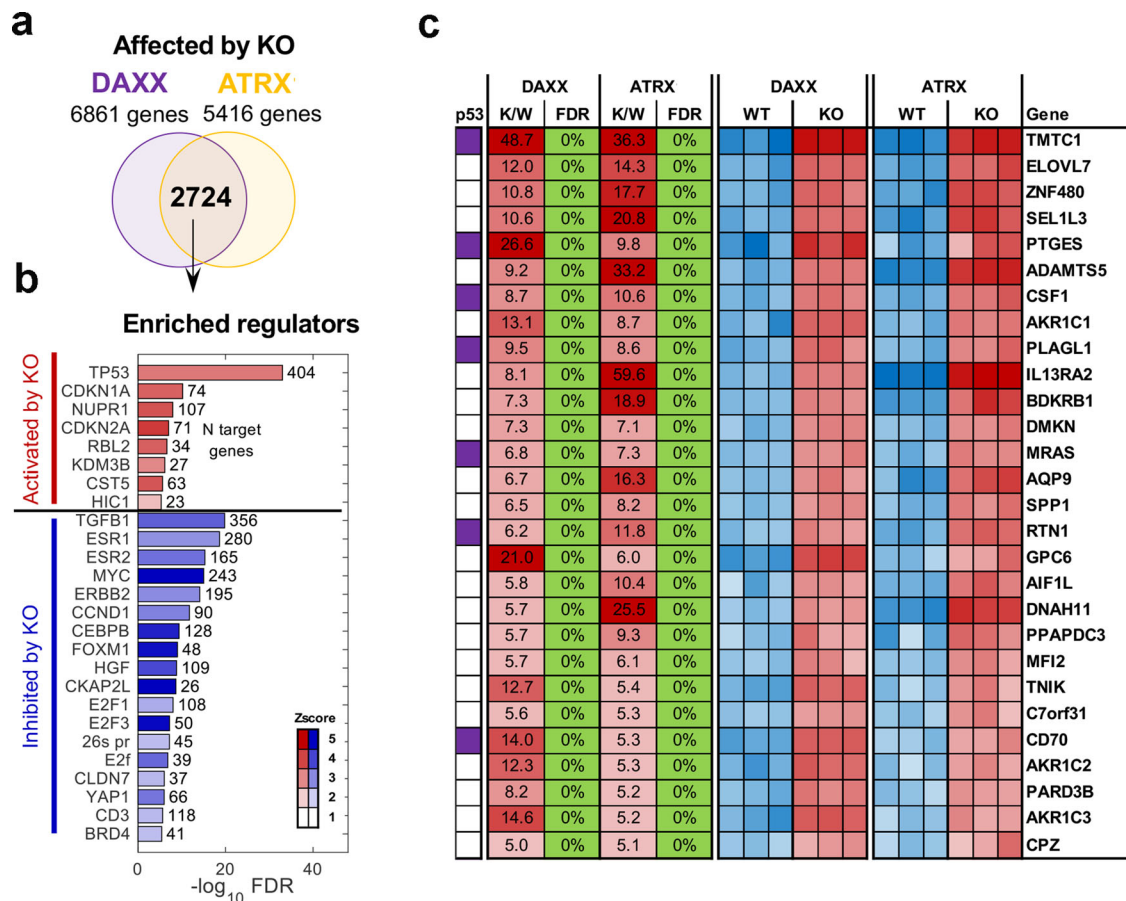 a
Affected by KO
DAXX ATRX
6861 genes 5416 genes
2724
b
Enriched regulators
Activated by KO
TP53 404
CDKN1A 74
NUPR1 107
CDKN2A 71
RBL2 34
KDM3B 27
CST5 63
HIC1 23
N target
genes
Inhibited by KO
TGFB1 356
ESR1 280
ESR2 165
MYC 243
ERBB2 195
CCND1 90
CEBPB 128
FOXM1 48
HGF 109
CKAP2L 26
E2F1 108
E2F3 50
26s pr 45
E2f 39
CLDN7 37
YAP1 66
CD3 118
BRD4 41
Zscore
5
4
3
2
1
0 20 40
-log10 FDR
c
DAXX ATRX DAXX ATRX
p53 K/W FDR K/W FDR WT KO WT KO Gene
48.7 0% 36.3 0% TMTC1
12.0 0% 14.3 0% ELOVL7
10.8 0% 17.7 0% ZNF480
10.6 0% 20.8 0% SEL1L3
26.6 0% 9.8 0% PTGES
9.2 0% 33.2 0% ADAMTS5
8.7 0% 10.6 0% CSF1
13.1 0% 8.7 0% AKR1C1
9.5 0% 8.6 0% PLAGL1
8.1 0% 59.6 0% IL13RA2
7.3 0% 18.9 0% BDKRB1
7.3 0% 7.1 0% DMKN
6.8 0% 7.3 0% MRAS
6.7 0% 16.3 0% AQP9
6.5 0% 8.2 0% SPP1
6.2 0% 11.8 0% RTN1
21.0 0% 6.0 0% GPC6
5.8 0% 10.4 0% AIF1L
5.7 0% 25.5 0% DNAH11
5.7 0% 9.3 0% PPAPDC3
5.7 0% 6.1 0% MFI2
12.7 0% 5.4 0% TNIK
5.6 0% 5.3 0% C7orf31
14.0 0% 5.3 0% CD70
12.3 0% 5.3 0% AKR1C2
8.2 0% 5.2 0% PARD3B
14.6 0% 5.2 0% AKR1C3
5.0 0% 5.1 0% CPZ